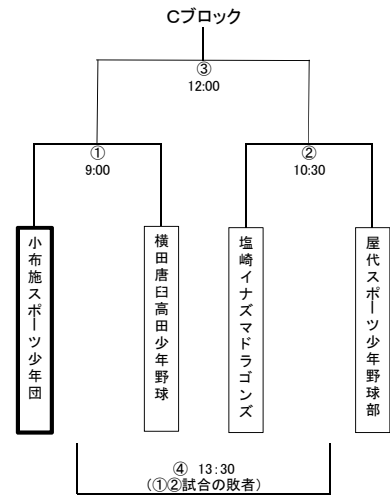 Cブロック
③
12:00
①
9:00
②
10:30
小布施スポーツ少年団
横田唐臼高田少年野球
塩崎イナズマドラゴンズ
屋代スポーツ少年野球部
④ 13:30
(①②試合の敗者)